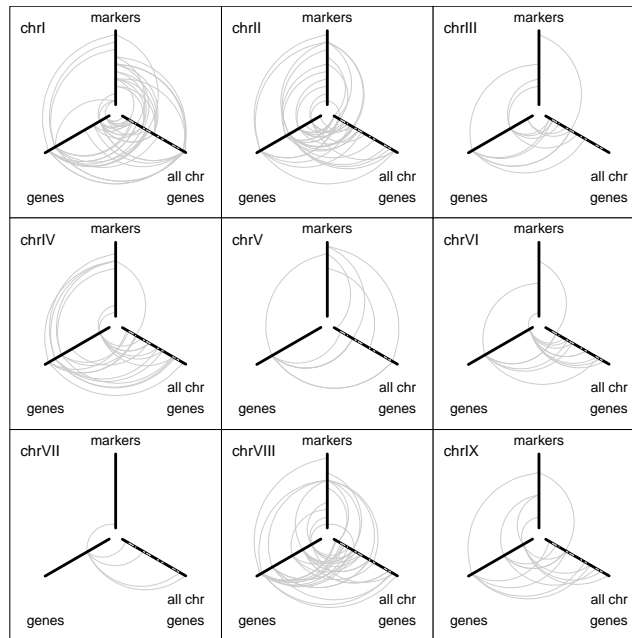 chrI
markers
genes
all chr
genes
chrII
markers
genes
all chr
genes
chrIII
markers
genes
all chr
genes
chrIV
markers
genes
all chr
genes
chrV
markers
genes
all chr
genes
chrVI
markers
genes
all chr
genes
chrVII
markers
genes
all chr
genes
chrVIII
markers
genes
all chr
genes
chrIX
markers
genes
all chr
genes